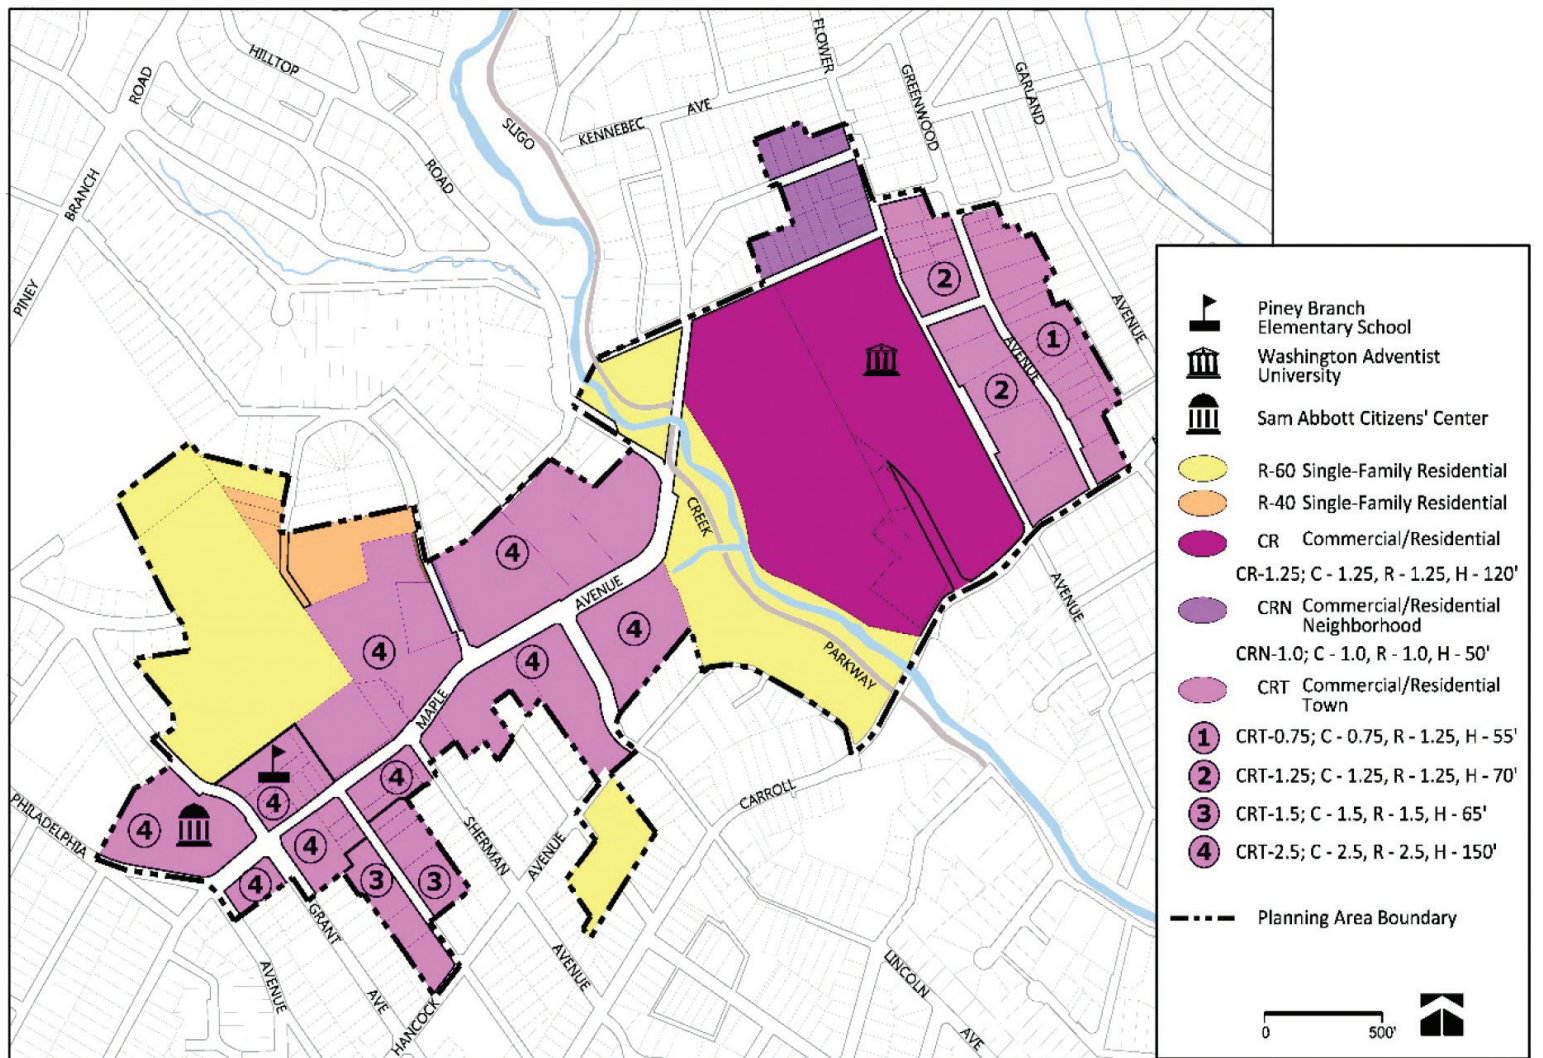 HILLTOP
ROAD
ROAD
BRANCH
PINEY
SLIGO
KENNEBEC
AVE
FLOWER
GREENWOOD
GARLAND
AVENUE
AVENUE
2
1
2
CREEK
PARKWAY
AVENUE
4
AVENUE
4
4
4
MAPLE
4
4
4
4
4
3
3
PHILADELPHIA
SHERMAN
AVENUE
CARROLL
GRANT
AVENUE
AVE
HANCOCK
AVENUE
LINCOLN
AVE
Piney Branch
Elementary School
Washington Adventist
University
Sam Abbott Citizens' Center
R-60 Single-Family Residential
R-40 Single-Family Residential
CR Commercial/Residential
CR-1.25; C - 1.25, R - 1.25, H - 120'
CRN Commercial/Residential
Neighborhood
CRN-1.0; C - 1.0, R - 1.0, H - 50'
CRT Commercial/Residential
Town
1 CRT-0.75; C - 0.75, R - 1.25, H - 55'
2 CRT-1.25; C - 1.25, R - 1.25, H - 70'
3 CRT-1.5; C - 1.5, R - 1.5, H - 65'
4 CRT-2.5; C - 2.5, R - 2.5, H - 150'
Planning Area Boundary
0 500'